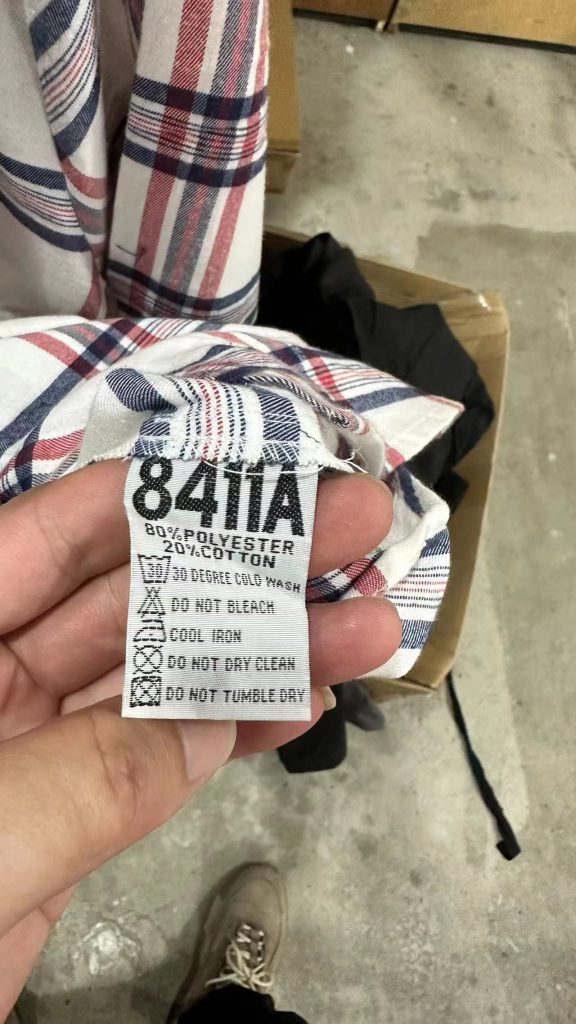 8411A
80%POLYESTER
20%COTTON
30 30 DEGREE COLD WASH
DO NOT BLEACH
COOL IRON
DO NOT DRY CLEAN
DO NOT TUMBLE DRY